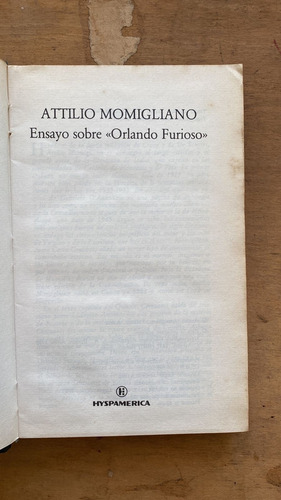 ATTILIO MOMIGLIANO
Ensayo sobre «Orlando Furioso»
HYSPAMERICA